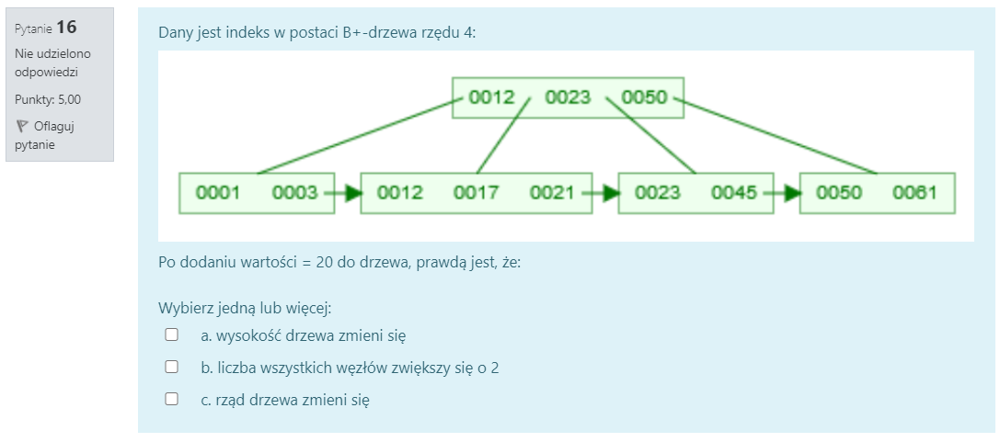 Pytanie 16
Nie udzielono
odpowiedzi
Punkty: 5,00
Oflaguj
pytanie
Dany jest indeks w postaci B+-drzewa rzędu 4:
0012 0023 0050
0001 0003 0012 0017 0021 0023 0045 0050 0061
Po dodaniu wartości = 20 do drzewa, prawdą jest, że:
Wybierz jedną lub więcej:
a. wysokość drzewa zmieni się
b. liczba wszystkich węzłów zwiększy się o 2
c. rząd drzewa zmieni się